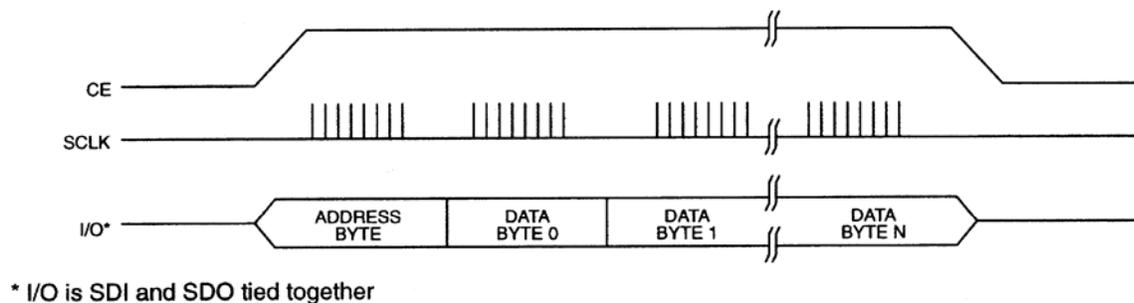 CE
SCLK
I/O*
ADDRESS
BYTE
DATA
BYTE 0
DATA
BYTE 1
DATA
BYTE N
* I/O is SDI and SDO tied together